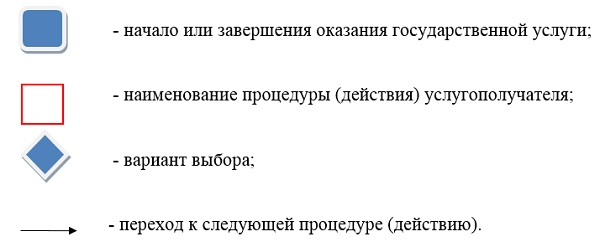 - начало или завершения оказания государственной услуги;
- наименование процедуры (действия) услугополучателя;
- вариант выбора;
- переход к следующей процедуре (действию).